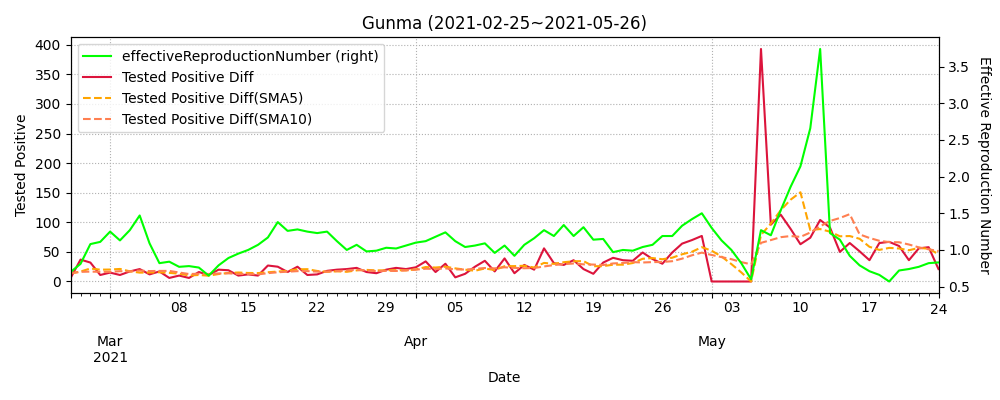 Gunma (2021-02-25~2021-05-26)
effectiveReproductionNumber (right)
Tested Positive Diff
Tested Positive Diff(SMA5)
Tested Positive Diff(SMA10)
Tested Positive
400
350
300
250
200
150
100
50
0
Effective Reproduction Number
3.5
3.0
2.5
2.0
1.5
1.0
0.5
08 15 22 29 05 12 19 26 03 10 17 24
Mar Apr May
2021
Date